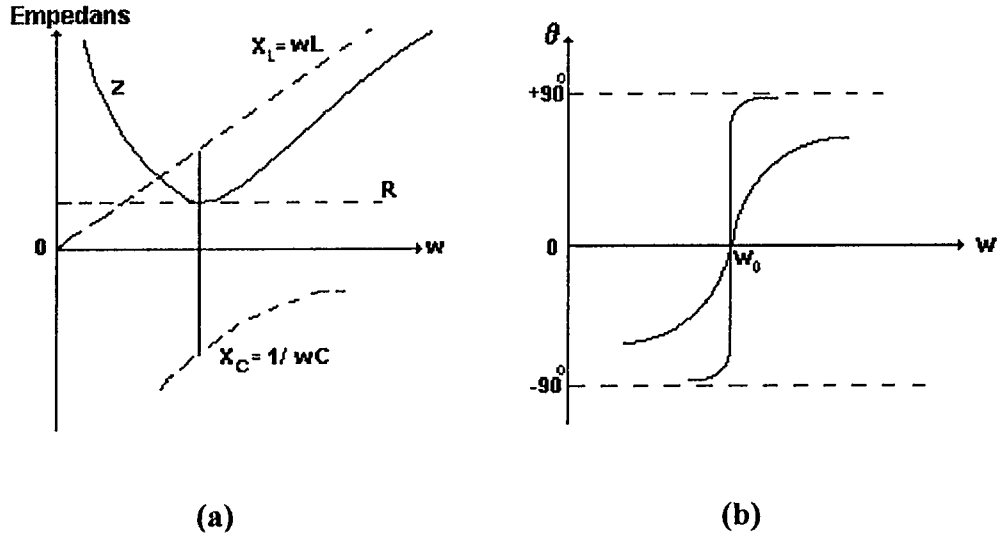 Empedans
X_L = wL
Z
R
0
w
X_C = 1/ wC
(a)
θ
+90°
0
w_0
w
-90°
(b)